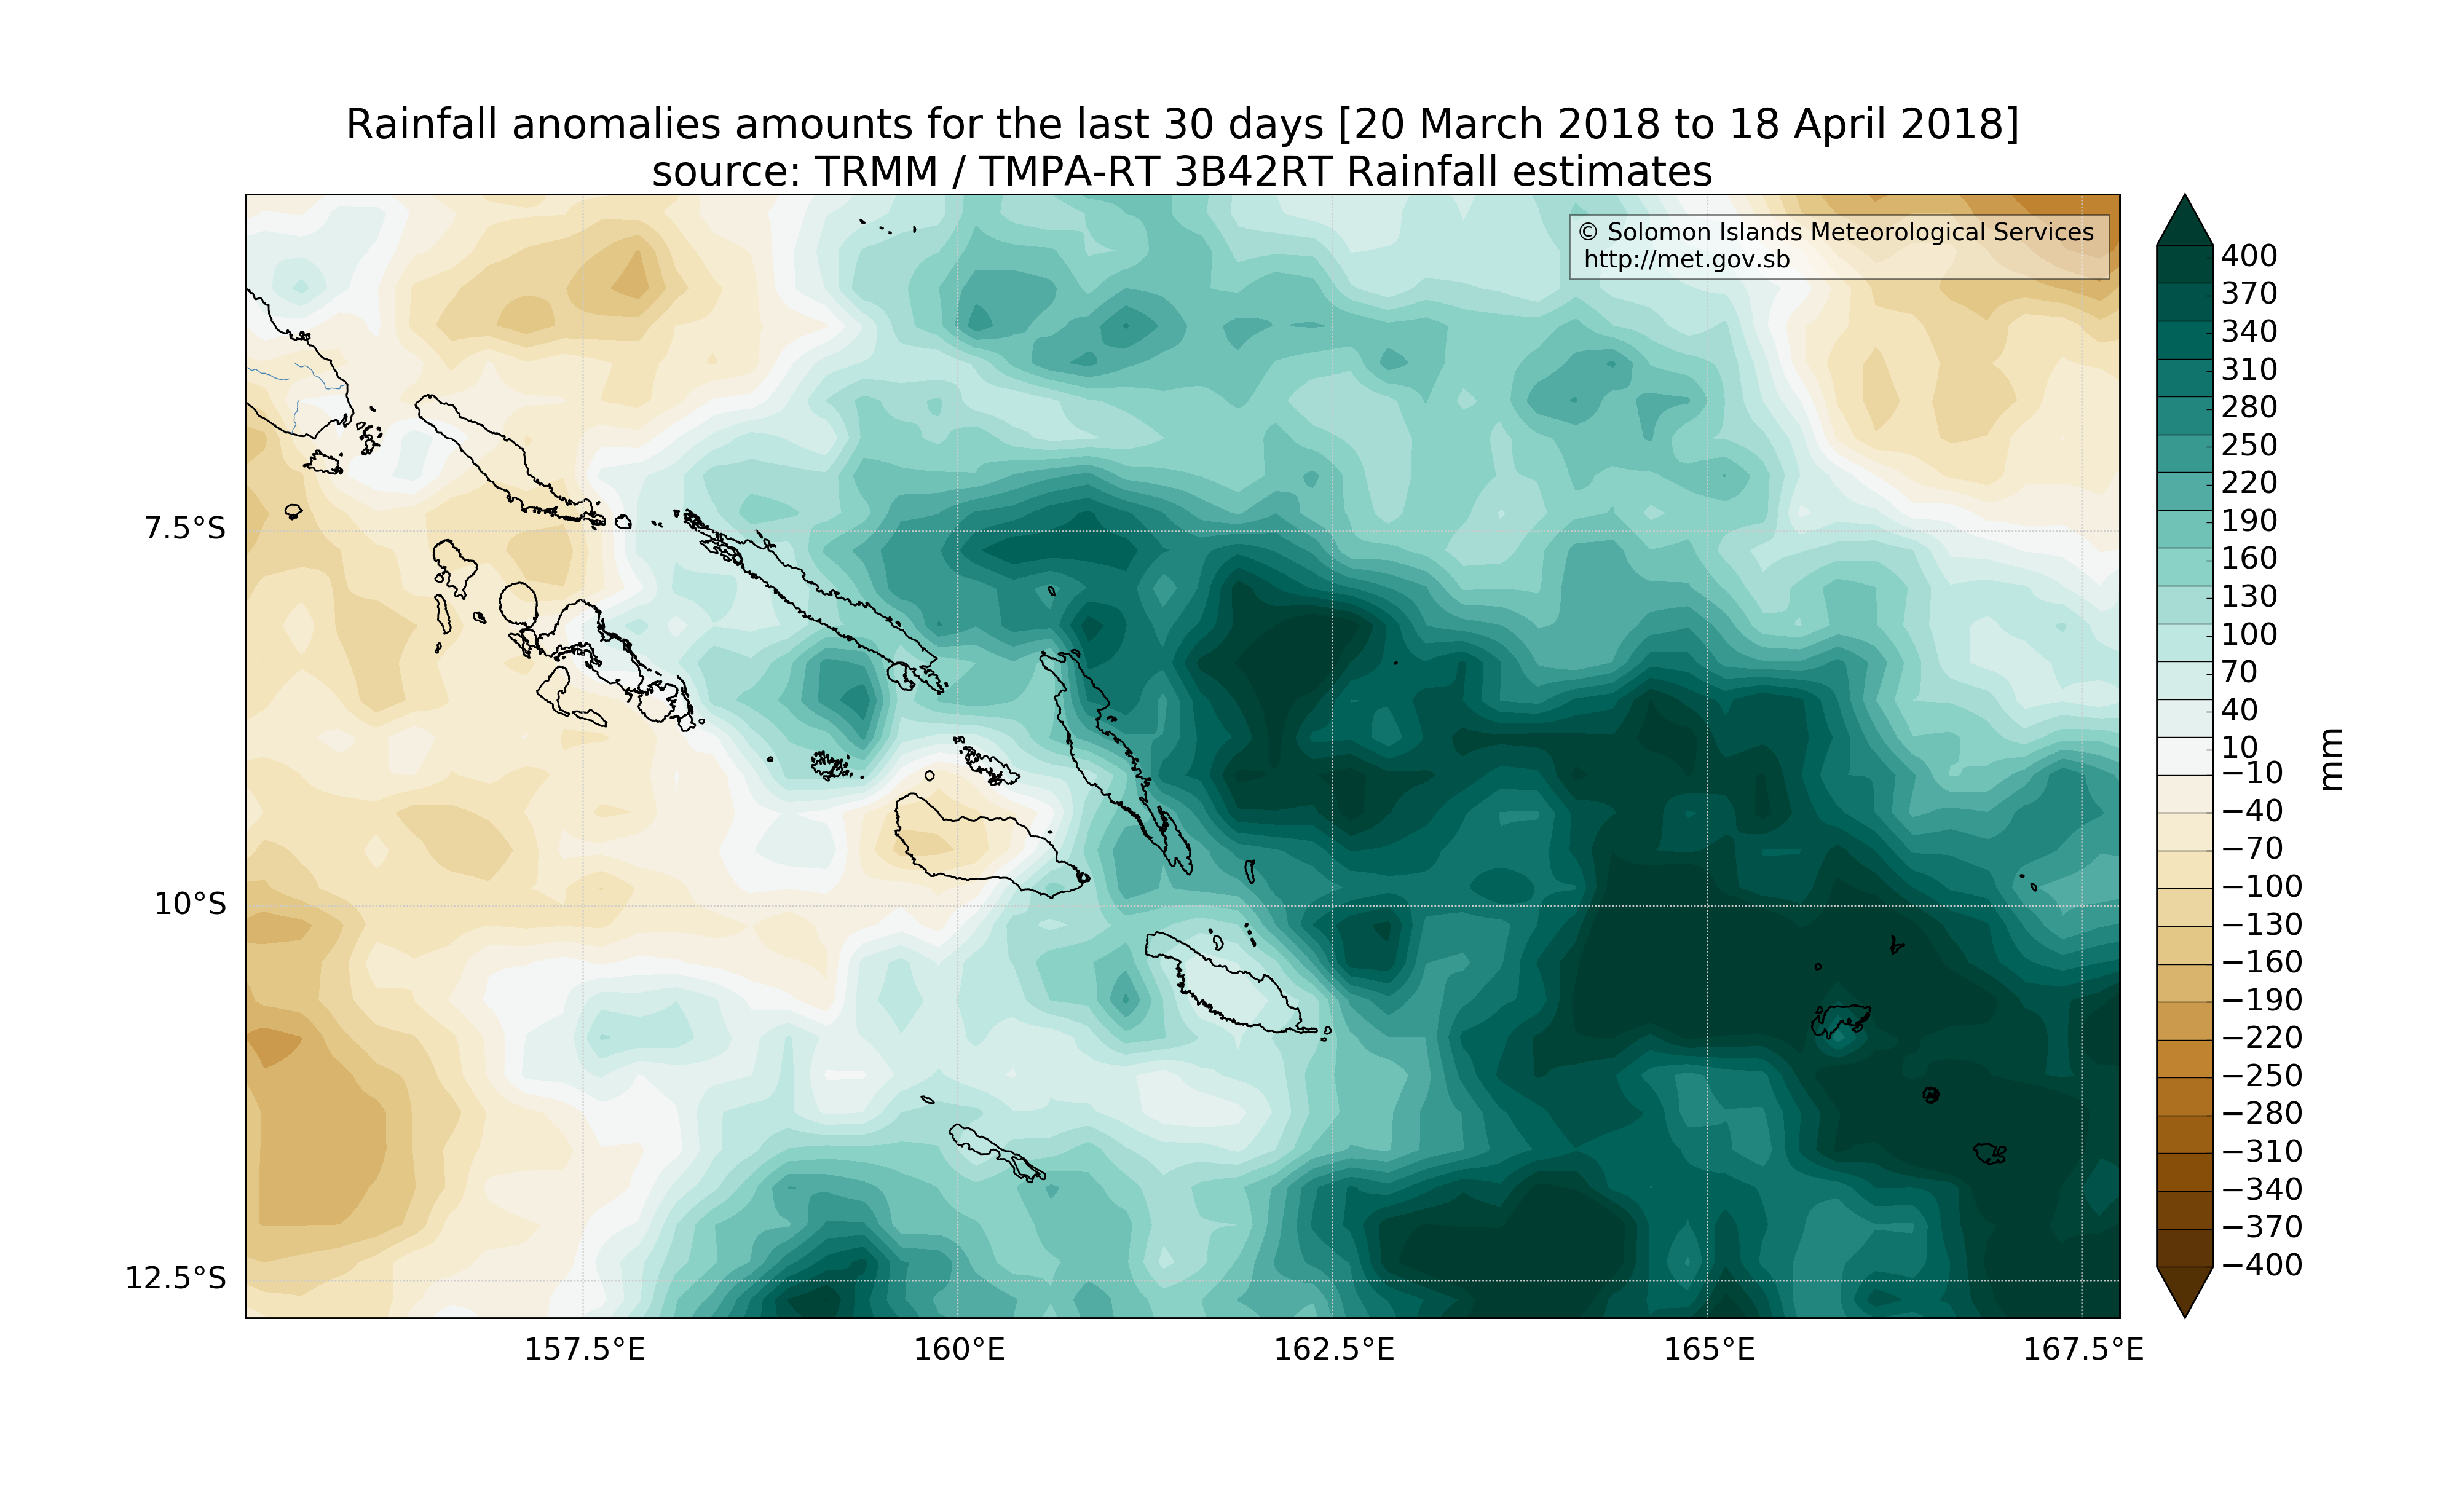 Rainfall anomalies amounts for the last 30 days [20 March 2018 to 18 April 2018]
source: TRMM / TMPA-RT 3B42RT Rainfall estimates
© Solomon Islands Meteorological Services
http://met.gov.sb
7.5°S
10°S
12.5°S
157.5°E
160°E
162.5°E
165°E
167.5°E
400
370
340
310
280
250
220
190
160
130
100
70
40
10
−10
−40
−70
−100
−130
−160
−190
−220
−250
−280
−310
−340
−370
−400
mm